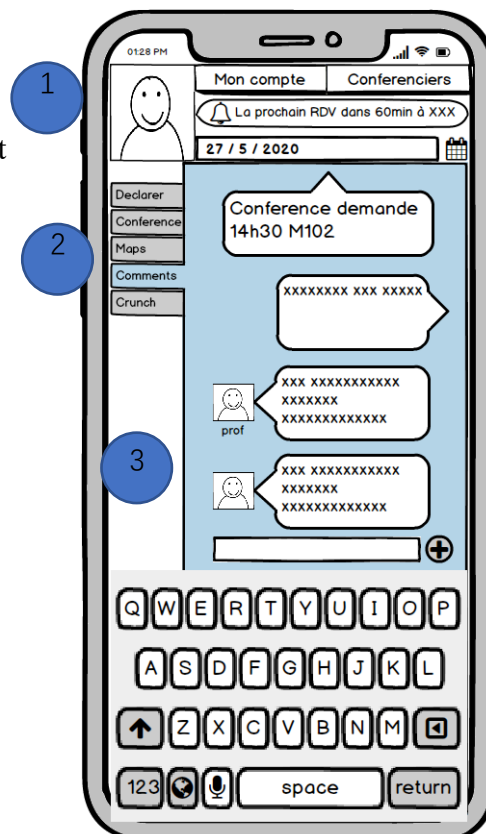 01:28 PM
1
Mon compte
Conferenciers
La prochain RDV dans 60min à XXX
t
27 / 5 / 2020
Declarer
Conference
Maps
Comments
Crunch
2
Conference demande
14h30 M102
xxxxxxxx xxx xxxxx
xxx xxxxxxxxxxx
xxxxxxx
xxxxxxxxxxxxx
prof
3
xxx xxxxxxxxxxx
xxxxxxx
xxxxxxxxxxxxx
Q W E R T Y U I O P
A S D F G H J K L
Z X C V B N M
123 space return